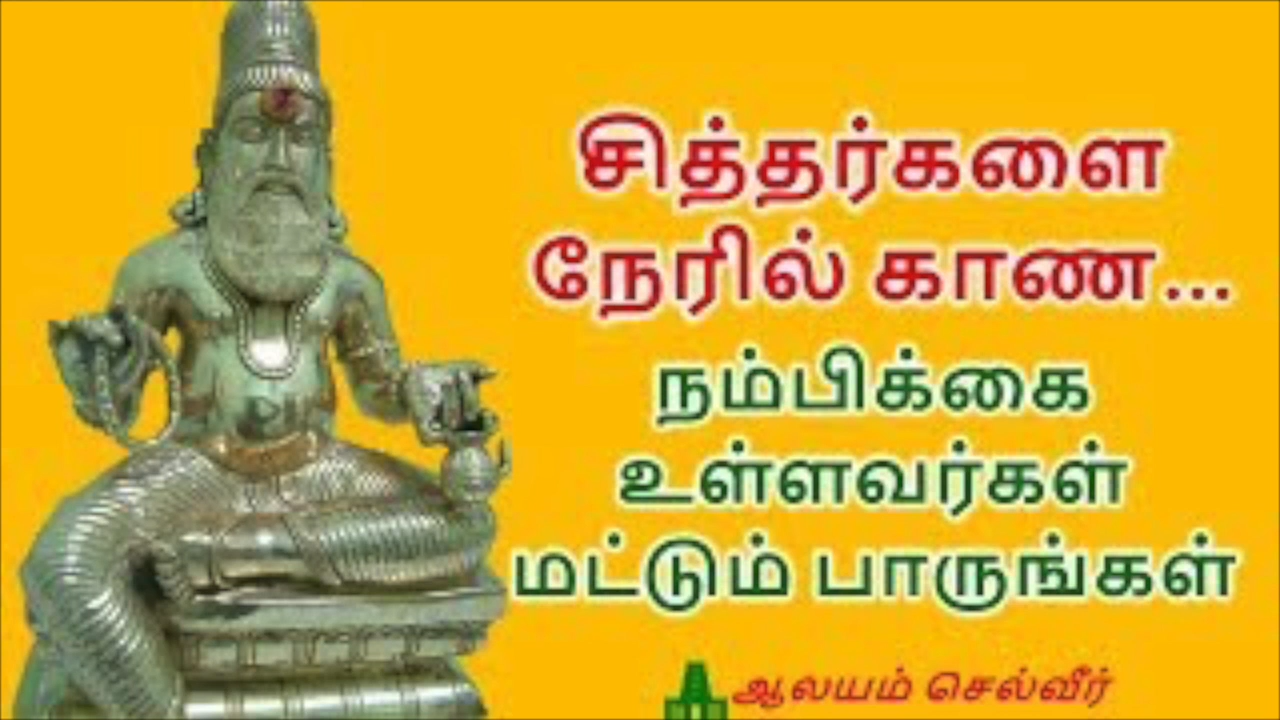 சித்தர்களை
நேரில் காண...
நம்பிக்கை
உள்ளவர்கள்
மட்டும் பாருங்கள்
ஆலயம் செல்வீர்